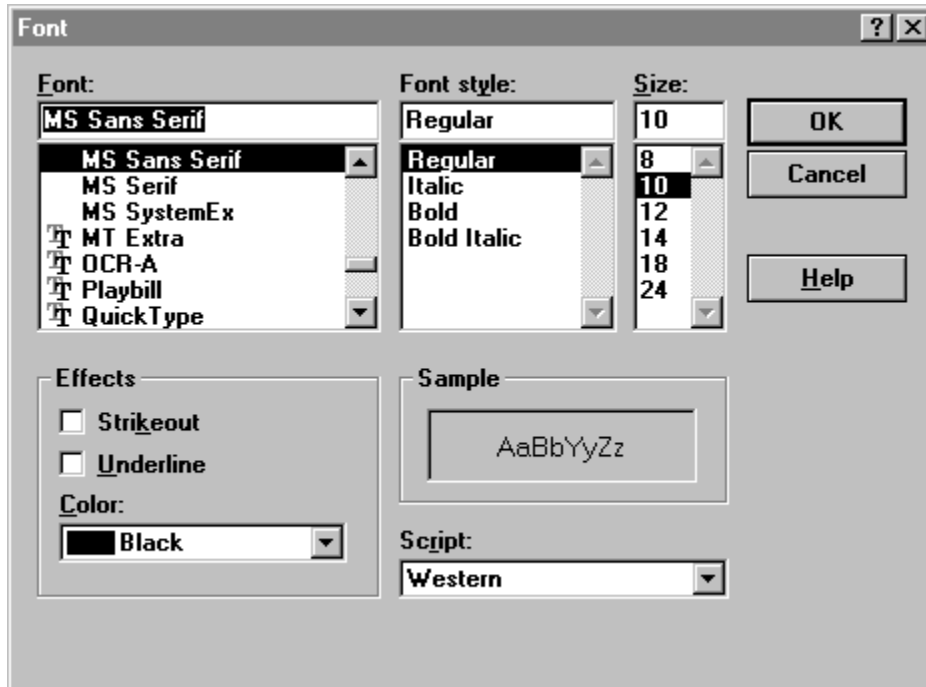 Font
Font:
MS Sans Serif
MS Sans Serif
MS Serif
MS SystemEx
MT Extra
OCR-A
Playbill
QuickType
Font style:
Regular
Regular
Italic
Bold
Bold Italic
Size:
10
8
10
12
14
18
24
OK
Cancel
Help
Effects
Strikeout
Underline
Color:
Black
Sample
AaBbYyZz
Script:
Western